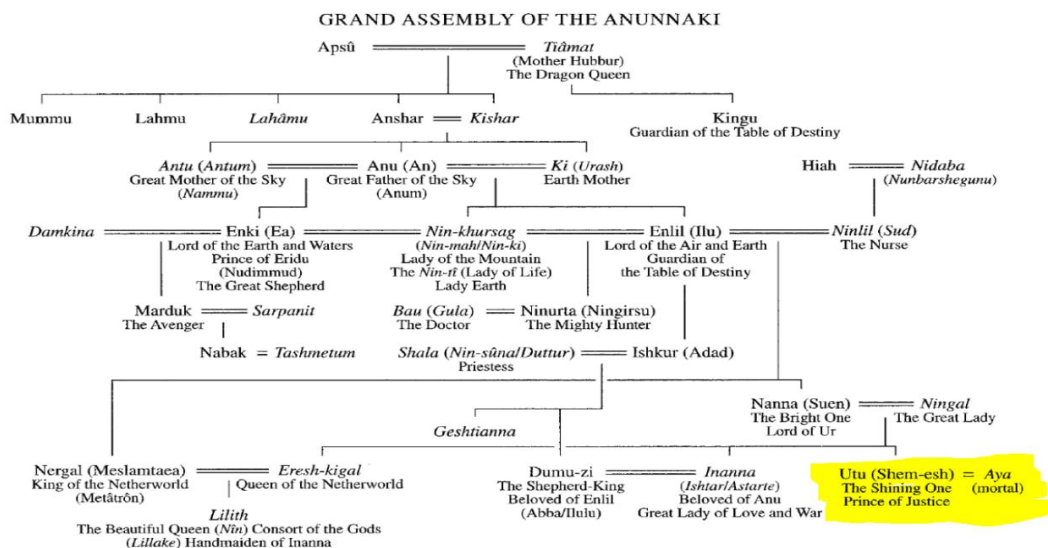 GRAND ASSEMBLY OF THE ANUNNAKI
Apsû
Tiâmat
(Mother Hubbur)
The Dragon Queen
Mummu
Lahmu
Lahâmu
Anshar
Kishar
Kingu
Guardian of the Table of Destiny
Antu (Antum)
Great Mother of the Sky
(Nammu)
Anu (An)
Great Father of the Sky
(Anum)
Ki (Urash)
Earth Mother
Hiah
Nidaba
(Nunbarshegunu)
Damkina
Enki (Ea)
Lord of the Earth and Waters
Prince of Eridu
(Nudimmud)
The Great Shepherd
Nin-khursag
(Nin-mah/Nin-ki)
Lady of the Mountain
The Nin-tî (Lady of Life)
Lady Earth
Enlil (Ilu)
Lord of the Air and Earth
Guardian of
the Table of Destiny
Ninlil (Sud)
The Nurse
Marduk
The Avenger
Sarpanit
Bau (Gula)
The Doctor
Ninurta (Ningirsu)
The Mighty Hunter
Nabak = Tashmetum
Shala (Nin-sûna/Duttur)
Priestess
Ishkur (Adad)
Nanna (Suen)
The Bright One
Lord of Ur
Ningal
The Great Lady
Geshtianna
Nergal (Meslamtaea)
King of the Netherworld
(Metâtrôn)
Eresh-kigal
Queen of the Netherworld
Lilith
The Beautiful Queen (Nîn) Consort of the Gods
(Lillake) Handmaiden of Inanna
Dumu-zi
The Shepherd-King
Beloved of Enlil
(Abba/Ilulu)
Inanna
(Ishtar/Astarte)
Beloved of Anu
Great Lady of Love and War
Utu (Shem-esh) = Aya
The Shining One (mortal)
Prince of Justice